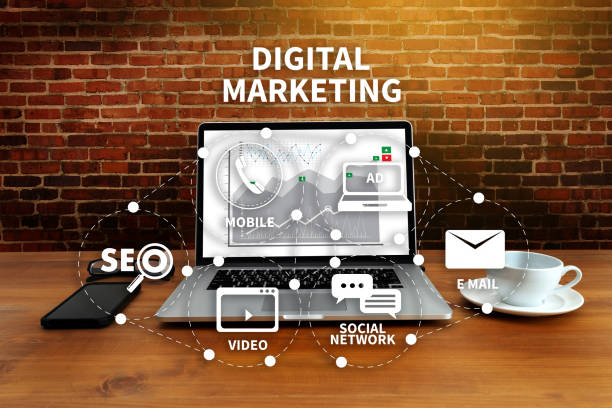 DIGITAL
MARKETING
MOBILE
AD
SEO
E MAIL
VIDEO
SOCIAL
NETWORK